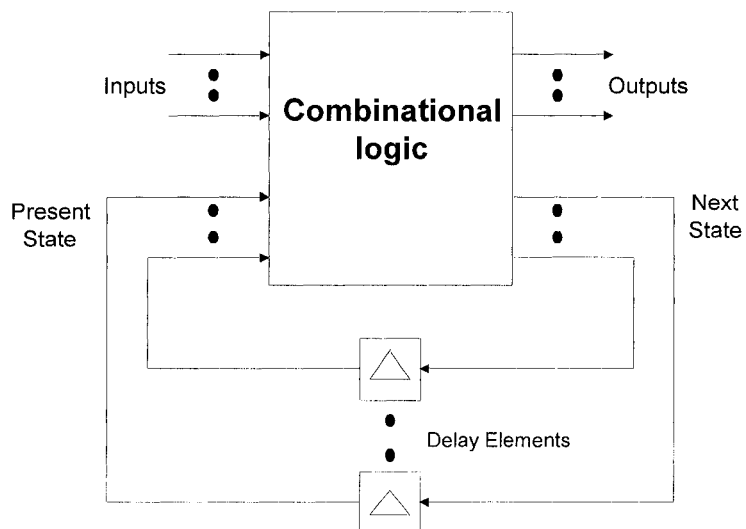 Inputs
Combinational
logic
Outputs
Present
State
Next
State
Delay Elements